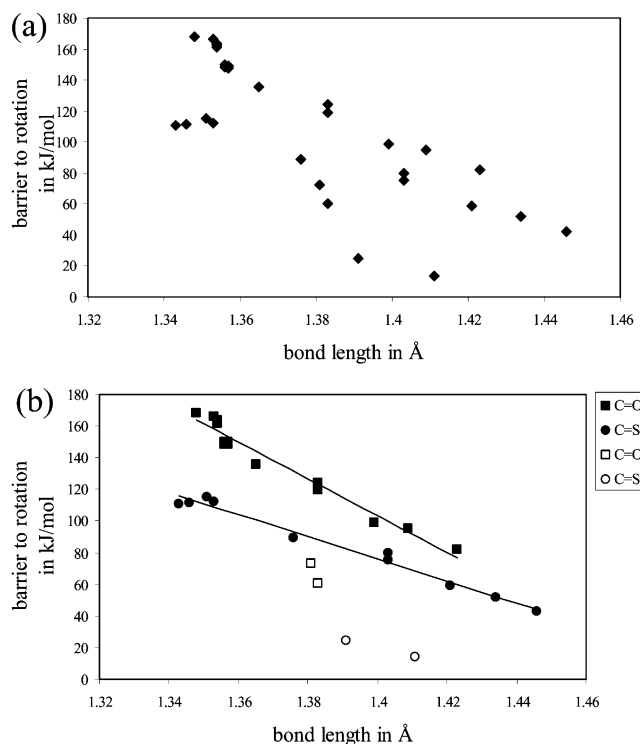 (a)
180
160
140
120
100
80
60
40
20
0
barrier to rotation
in kJ/mol
1.32 1.34 1.36 1.38 1.4 1.42 1.44 1.46
bond length in Å
(b)
180
160
140
120
100
80
60
40
20
0
barrier to rotation
in kJ/mol
1.32 1.34 1.36 1.38 1.4 1.42 1.44 1.46
bond length in Å
C=O
C=S
C=O
C=S